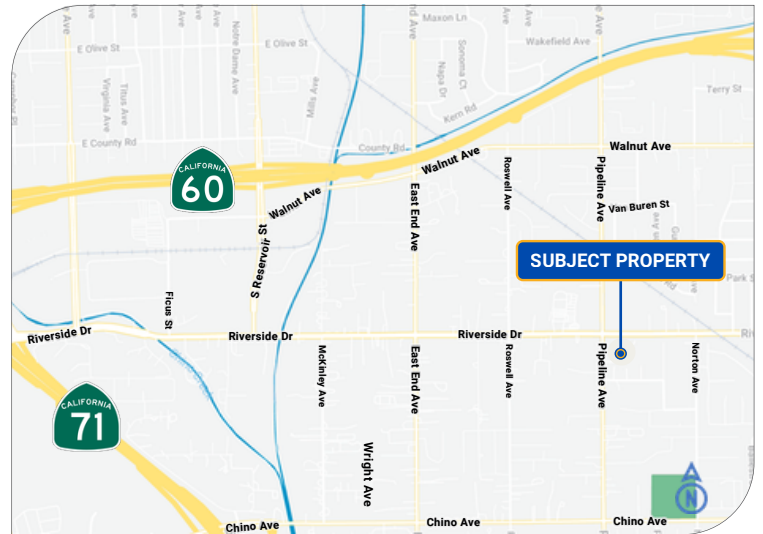 Maxon Ln
E Olive St
E Olive St
Notre Dame Ave
Wakefield Ave
Sonoma Ct
Napa Dr
Titus Ave
Virginia Ave
Mills Ave
Terry St
Kern Rd
E County Rd
County Rd
Walnut Ave
Walnut Ave
Walnut Ave
CALIFORNIA
60
Roswell Ave
Pipeline Ave
East End Ave
Van Buren St
S Reservoir St
SUBJECT PROPERTY
Park S
Ficus St
Riverside Dr
Riverside Dr
Riverside Dr
Riv
McKinley Ave
East End Ave
Roswell Ave
Pipeline Ave
Norton Ave
CALIFORNIA
71
Wright Ave
N
Chino Ave
Chino Ave
Chino Ave